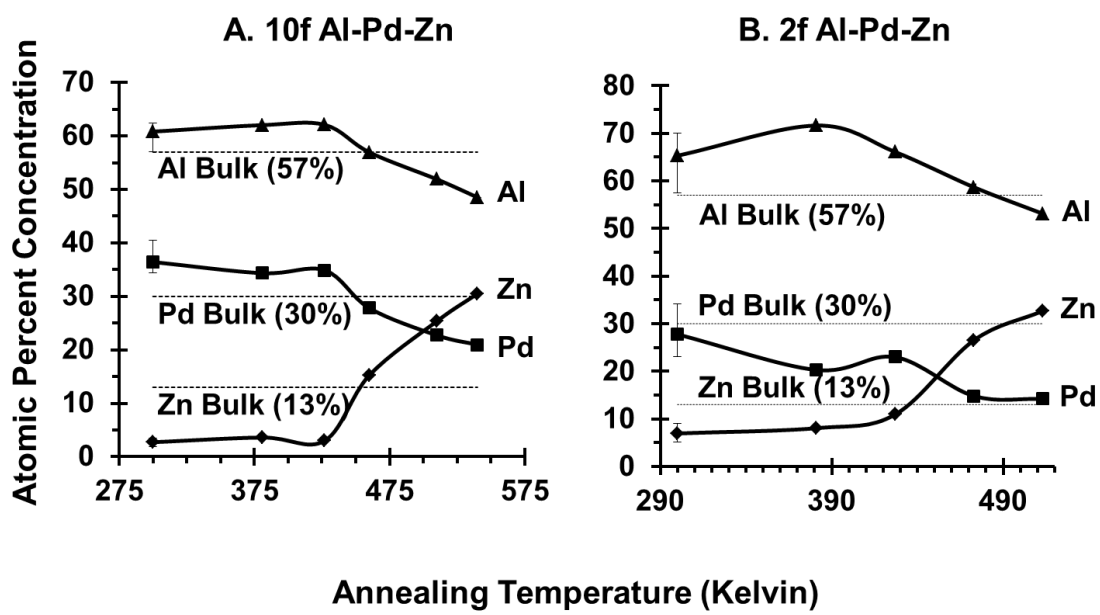 A. 10f Al-Pd-Zn
Atomic Percent Concentration
70
60
50
40
30
20
10
0
275
375
475
575
Al Bulk (57%)
Al
Pd Bulk (30%)
Zn
Pd
Zn Bulk (13%)
B. 2f Al-Pd-Zn
80
70
60
50
40
30
20
10
0
290
390
490
Al Bulk (57%)
Al
Pd Bulk (30%)
Zn
Zn Bulk (13%)
Pd
Annealing Temperature (Kelvin)